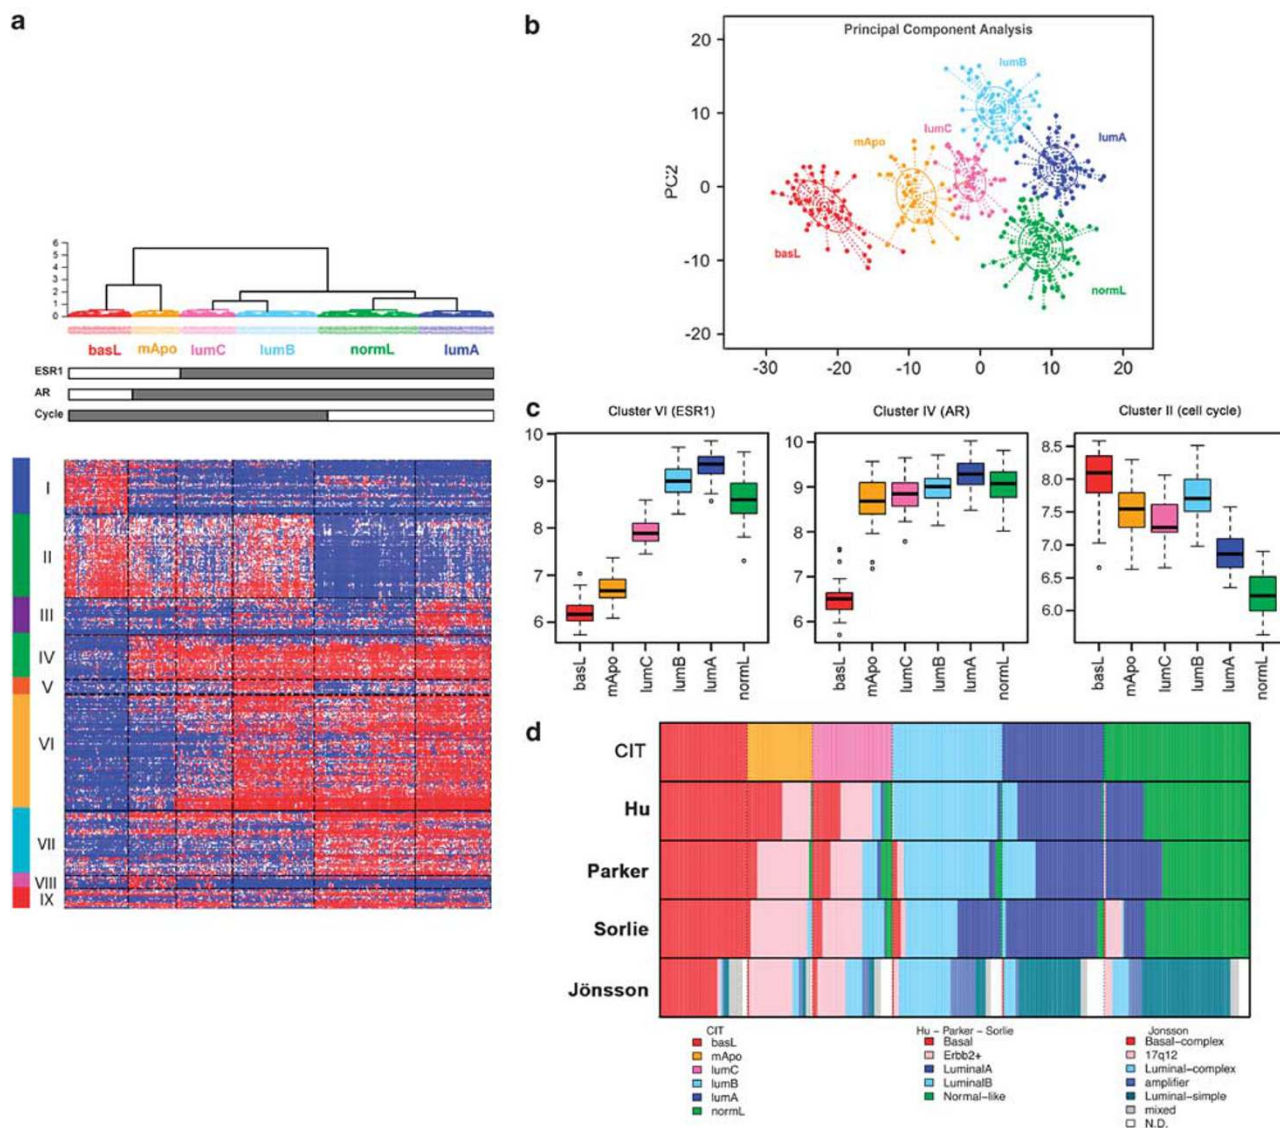 a
6
5
4
3
2
1
0
basL mApo lumC lumB normL lumA
ESR1
AR
Cycle
I
II
III
IV
V
VI
VII
VIII
IX
b
Principal Component Analysis
PC2
20
10
0
-10
-20
-30 -20 -10 0 10 20
lumB
lumA
lumC
mApo
basL
normL
c
Cluster VI (ESR1)
10
9
8
7
6
basL mApo lumC lumB lumA normL
Cluster IV (AR)
10
9
8
7
6
basL mApo lumC lumB lumA normL
Cluster II (cell cycle)
8.5
8.0
7.5
7.0
6.5
6.0
basL mApo lumC lumB lumA normL
d
CIT
Hu
Parker
Sorlie
Jönsson
CIT
basL
mApo
lumC
lumB
lumA
normL
Hu - Parker - Sorlie
Basal
Erbb2+
LuminalA
LuminalB
Normal-like
Jonsson
Basal-complex
17q12
Luminal-complex
amplifier
Luminal-simple
mixed
N.D.